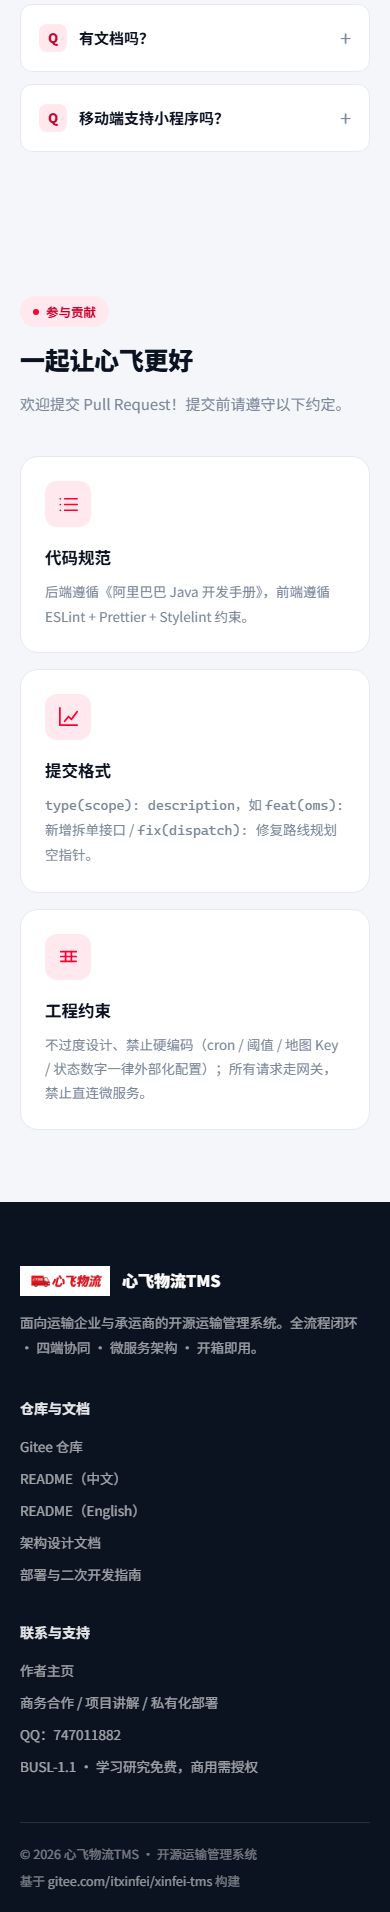 Q 有文档吗? +
Q 移动端支持小程序吗? +
参与贡献
一起让心飞更好
欢迎提交 Pull Request！提交前请遵守以下约定。
代码规范
后端遵循《阿里巴巴 Java 开发手册》，前端遵循
ESLint + Prettier + Stylelint 约束。
提交格式
type(scope): description，如 feat(oms):
新增拆单接口 / fix(dispatch): 修复路线规划
空指针。
工程约束
不过度设计、禁止硬编码（cron / 阈值 / 地图 Key
/ 状态数字一律外部化配置）；所有请求走网关，
禁止直连微服务。
心飞物流 心飞物流TMS
面向运输企业与承运商的开源运输管理系统。全流程闭环
· 四端协同 · 微服务架构 · 开箱即用。
仓库与文档
Gitee 仓库
README（中文）
README（English）
架构设计文档
部署与二次开发指南
联系与支持
作者主页
商务合作 / 项目讲解 / 私有化部署
QQ：747011882
BUSL-1.1 · 学习研究免费，商用需授权
© 2026 心飞物流TMS · 开源运输管理系统
基于 gitee.com/itxinfei/xinfei-tms 构建